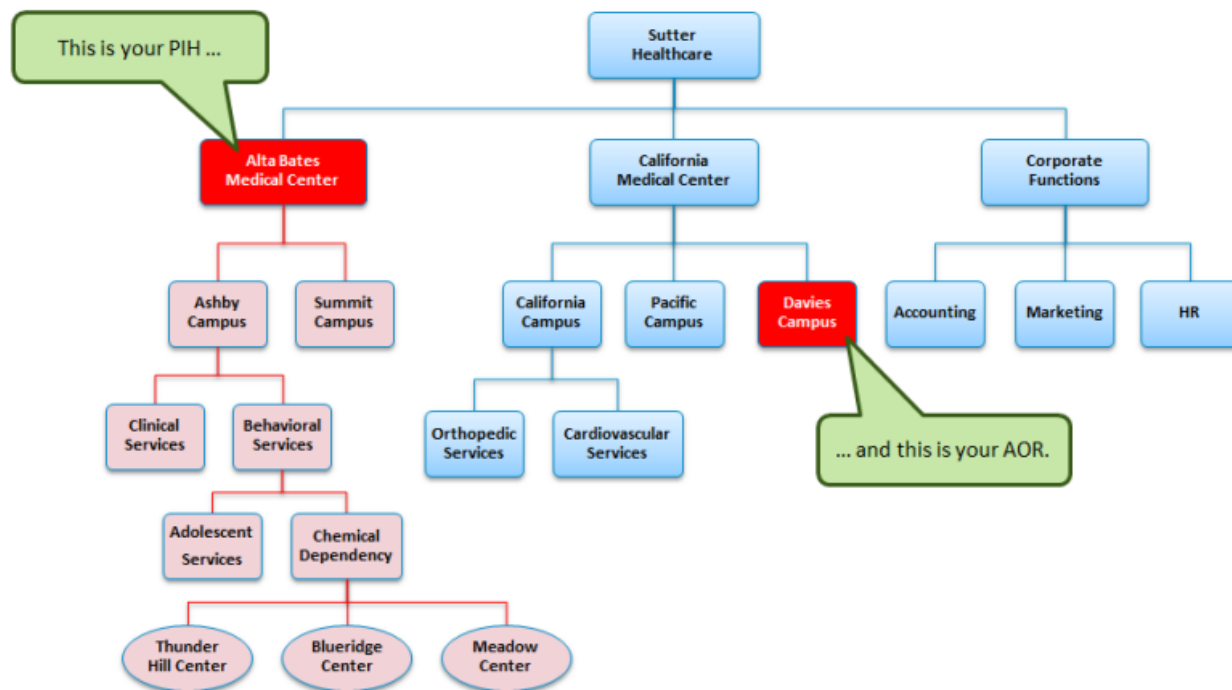 This is your PIH ...
Sutter
Healthcare
Alta Bates
Medical Center
California
Medical Center
Corporate
Functions
Ashby
Campus
Summit
Campus
California
Campus
Pacific
Campus
Davies
Campus
Accounting
Marketing
HR
Clinical
Services
Behavioral
Services
Orthopedic
Services
Cardiovascular
Services
... and this is your AOR.
Adolescent
Services
Chemical
Dependency
Thunder
Hill Center
Blueridge
Center
Meadow
Center